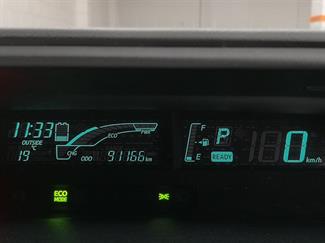 11:33
OUTSIDE
19 °C
CHG ECO PWR
ODO 91166 km
F
E
P
READY
0 km/h
ECO
MODE